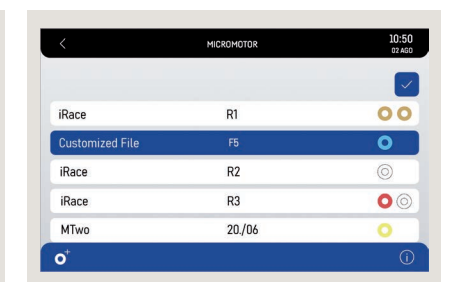 MICROMOTOR 10:50
02 AGO
iRace R1
Customized File F5
iRace R2
iRace R3
MTwo 20./06